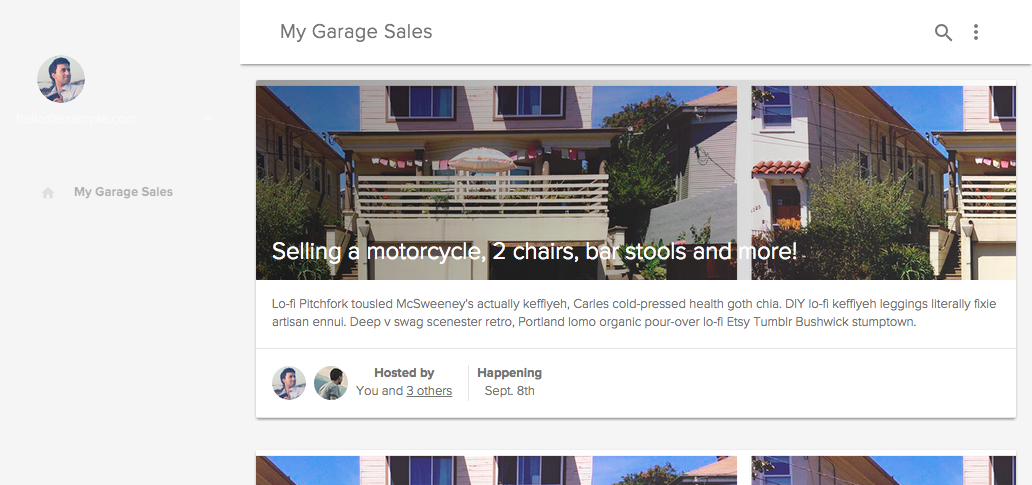 My Garage Sales
hello@example.com
My Garage Sales
Selling a motorcycle, 2 chairs, bar stools and more!
Lo-fi Pitchfork tousled McSweeney's actually keffiyeh, Carles cold-pressed health goth chia. DIY lo-fi keffiyeh leggings literally fixie
artisan ennui. Deep v swag scenester retro, Portland lomo organic pour-over lo-fi Etsy Tumblr Bushwick stumptown.
Hosted by
You and 3 others
Happening
Sept. 8th